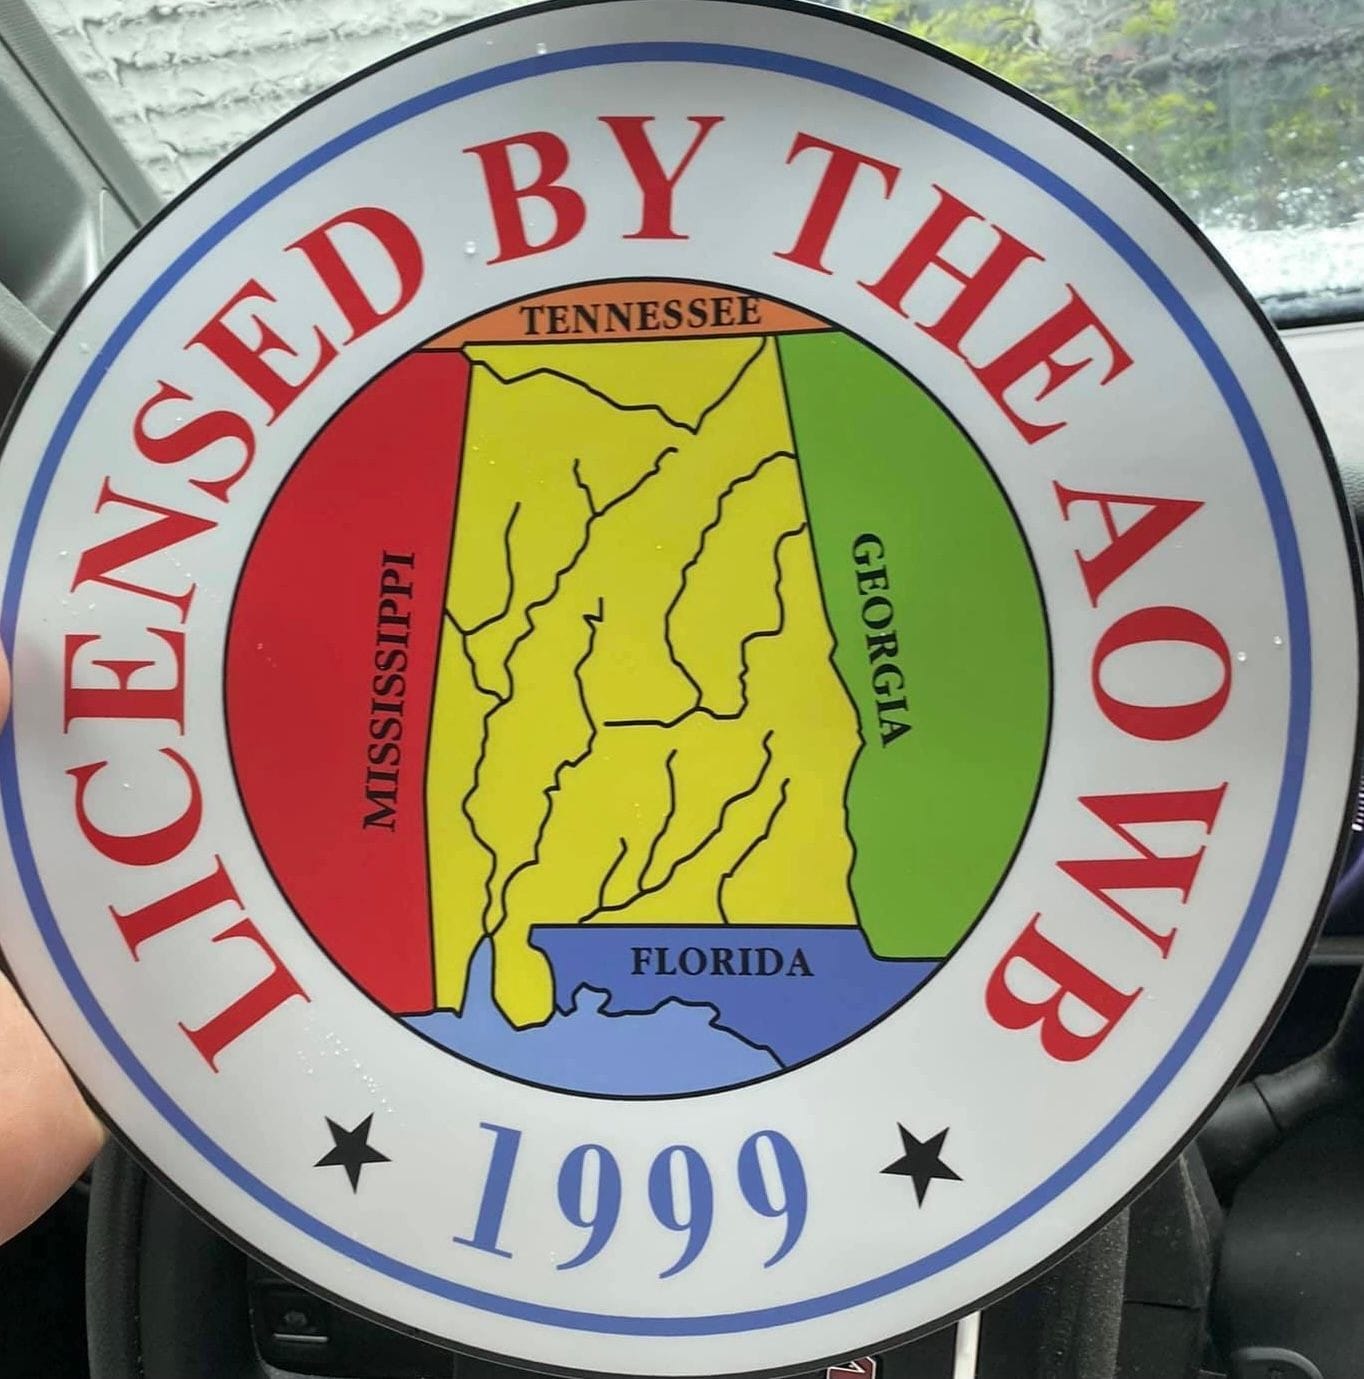 LICENSED BY THE AOWB
TENNESSEE
MISSISSIPPI
GEORGIA
FLORIDA
1999